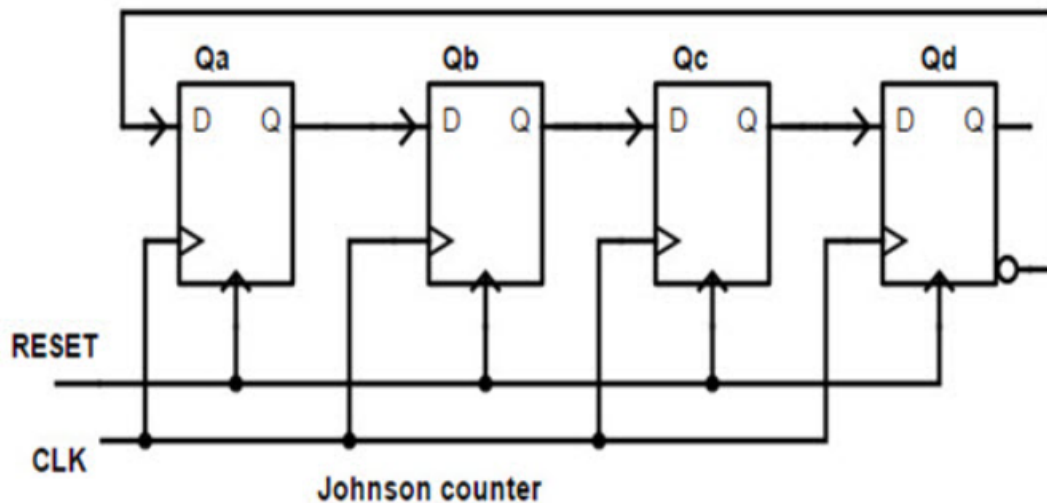 Qa Qb Qc Qd
D Q D Q D Q D Q
RESET
CLK
Johnson counter